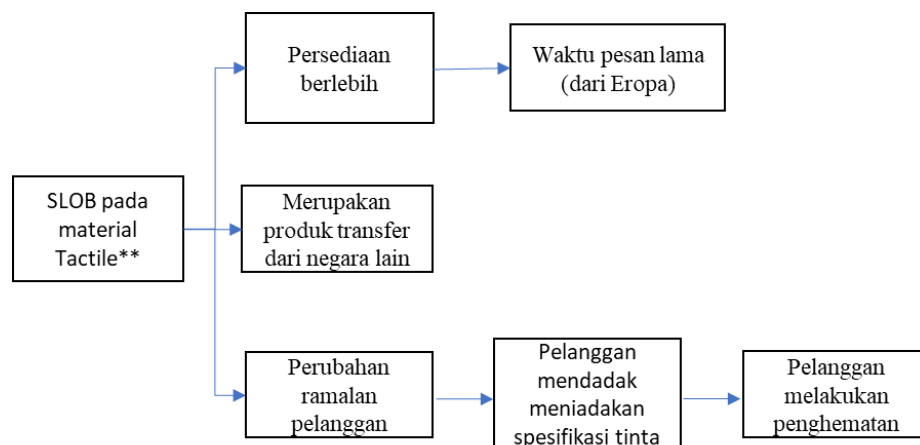 Persediaan
berlebih
Waktu pesan lama
(dari Eropa)
SLOB pada
material
Tactile**
Merupakan
produk transfer
dari negara lain
Perubahan
ramalan
pelanggan
Pelanggan
mendadak
meniadakan
spesifikasi tinta
Pelanggan
melakukan
penghematan